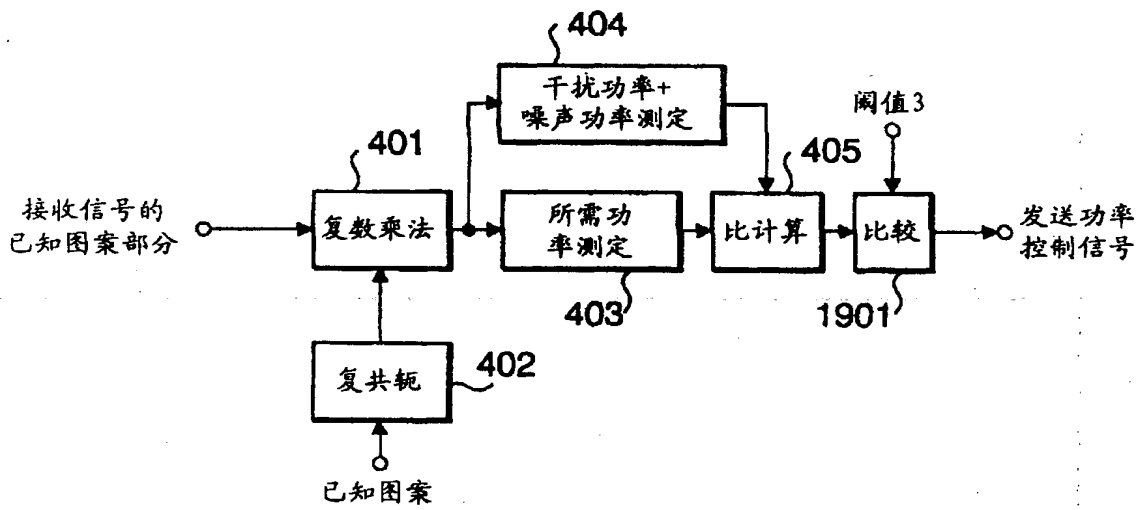 404
干扰功率+
噪声功率测定
阈值3
401
405
接收信号的
已知图案部分
复数乘法
所需功
率测定
比计算
比较
发送功率
控制信号
403
1901
复共轭
402
已知图案